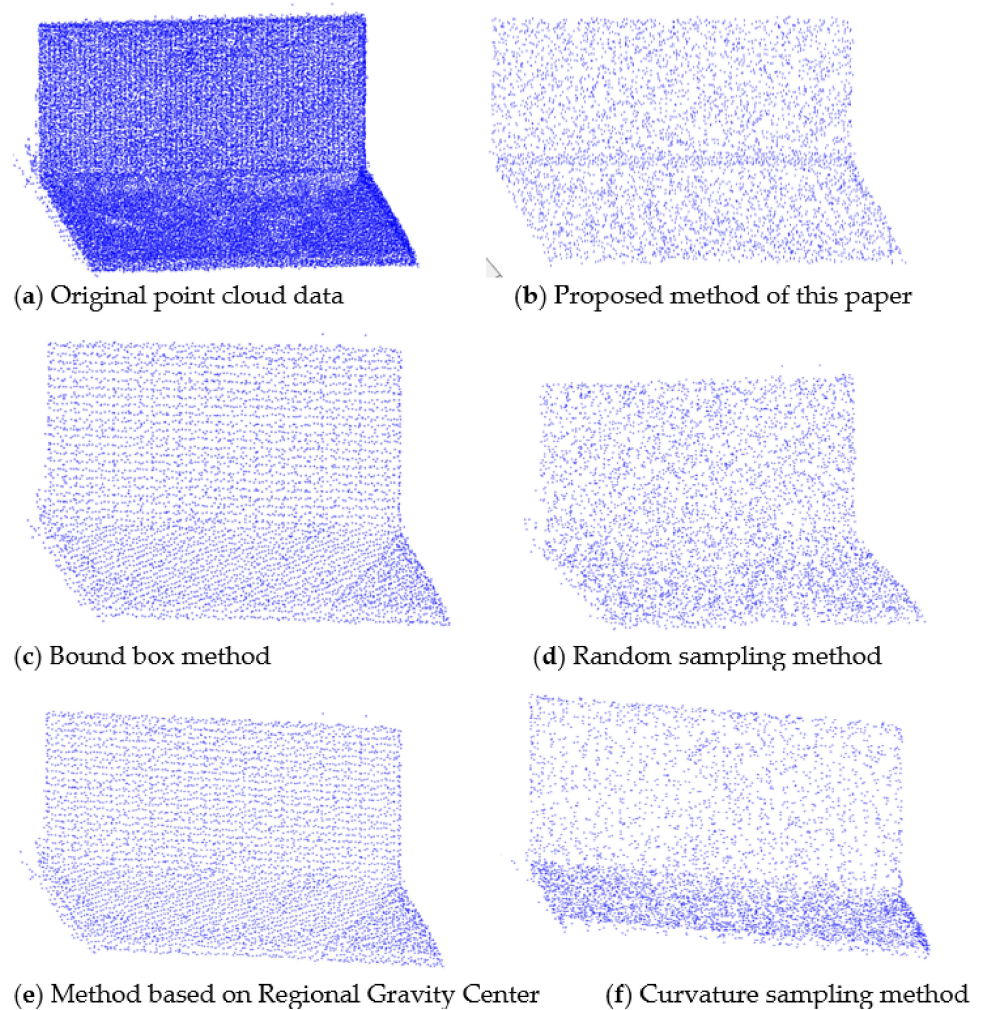 (a) Original point cloud data
(b) Proposed method of this paper
(c) Bound box method
(d) Random sampling method
(e) Method based on Regional Gravity Center
(f) Curvature sampling method